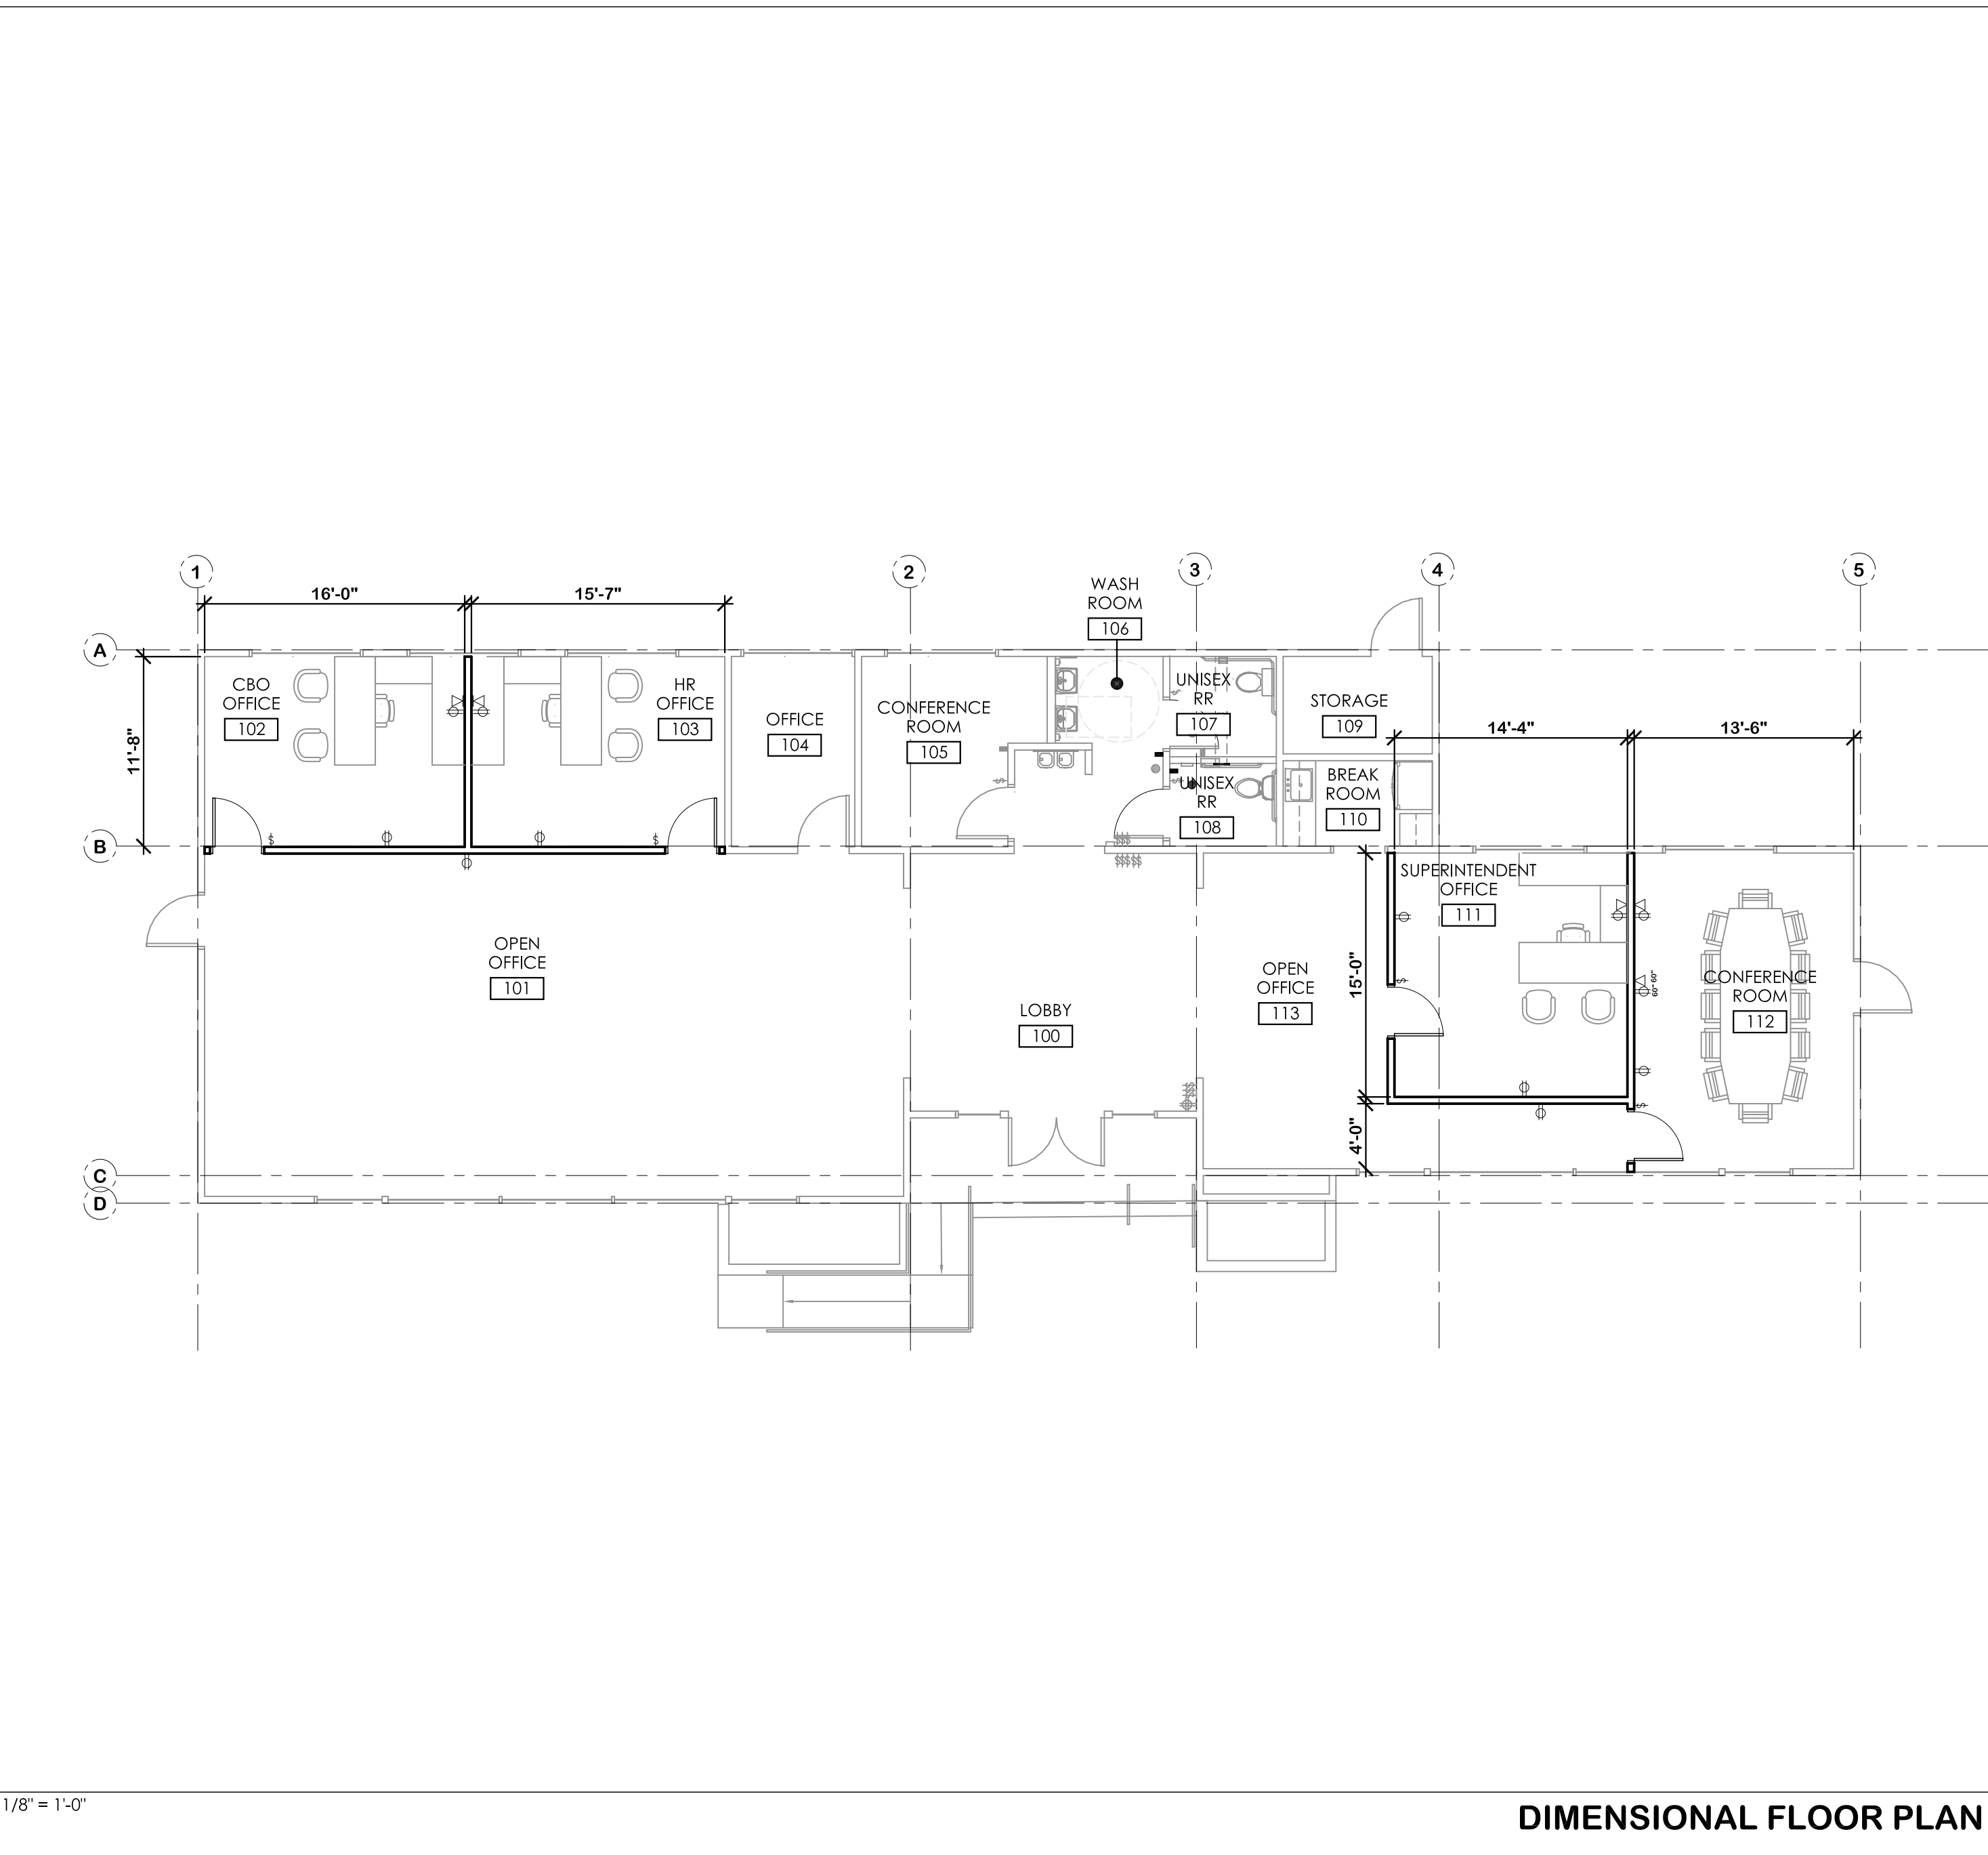 1
2
3
4
5
WASH
ROOM
106
16'-0"
15'-7"
A
CBO
OFFICE
102
HR
OFFICE
103
OFFICE
104
CONFERENCE
ROOM
105
UNISEX
RR
107
STORAGE
109
14'-4"
13'-6"
11'-8"
UNISEX
RR
108
BREAK
ROOM
110
$
$
$
$
$
$
B
$$$
$$$$$
SUPERINTENDENT
OFFICE
111
OPEN
OFFICE
101
LOBBY
100
OPEN
OFFICE
113
15'-0"
$
60" 60"
CONFERENCE
ROOM
112
$$$
$
4'-0"
C
D
1/8" = 1'-0"
DIMENSIONAL FLOOR PLAN